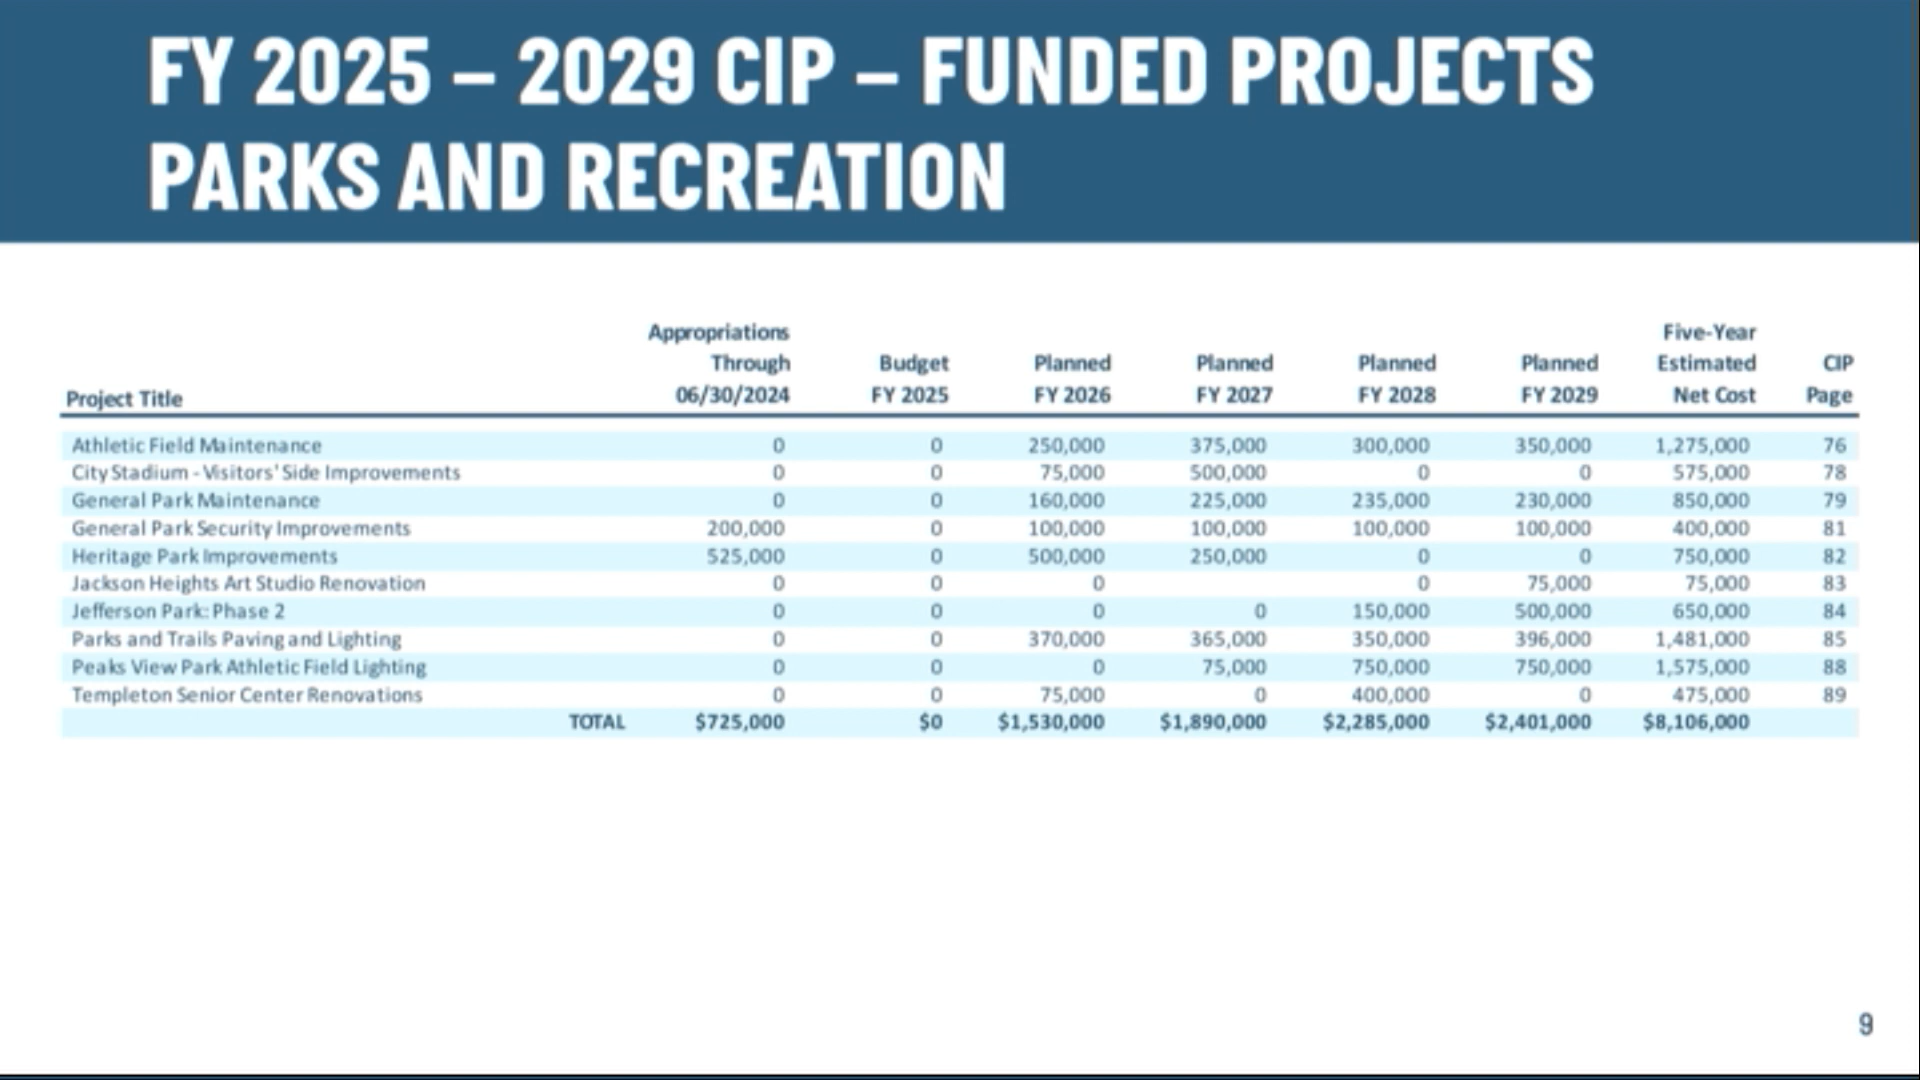 FY 2025 – 2029 CIP – FUNDED PROJECTS
PARKS AND RECREATION
Appropriations Five-Year
Through Budget Planned Planned Planned Planned Estimated CIP
Project Title 06/30/2024 FY 2025 FY 2026 FY 2027 FY 2028 FY 2029 Net Cost Page
Athletic Field Maintenance 0 0 250,000 375,000 300,000 350,000 1,275,000 76
City Stadium - Visitors' Side Improvements 0 0 75,000 500,000 0 0 575,000 78
General Park Maintenance 0 0 160,000 225,000 235,000 230,000 850,000 79
General Park Security Improvements 200,000 0 100,000 100,000 100,000 100,000 400,000 81
Heritage Park Improvements 525,000 0 500,000 250,000 0 0 750,000 82
Jackson Heights Art Studio Renovation 0 0 0 0 75,000 75,000 83
Jefferson Park: Phase 2 0 0 0 0 150,000 500,000 650,000 84
Parks and Trails Paving and Lighting 0 0 370,000 365,000 350,000 396,000 1,481,000 85
Peaks View Park Athletic Field Lighting 0 0 0 75,000 750,000 750,000 1,575,000 88
Templeton Senior Center Renovations 0 0 75,000 0 400,000 0 475,000 89
TOTAL $725,000 $0 $1,530,000 $1,890,000 $2,285,000 $2,401,000 $8,106,000
9